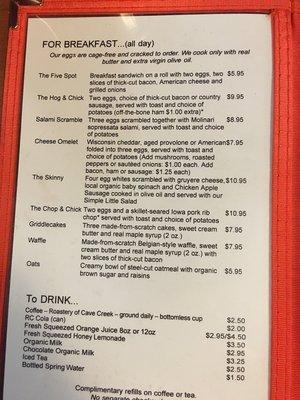 FOR BREAKFAST...(all day)
Our eggs are cage-free and cracked to order. We cook only with real
butter and extra virgin olive oil.
The Five Spot Breakfast sandwich on a roll with two eggs, two $5.95
slices of thick-cut bacon, American cheese and
grilled onions
The Hog & Chick Two eggs, choice of thick-cut bacon or country $9.95
sausage, served with toast and choice of
potatoes (off-the-bone ham $1.00 extra)*
Salami Scramble Three eggs scrambled together with Molinari $8.95
sopressata salami, served with toast and choice
of potatoes
Cheese Omelet Wisconsin cheddar, aged provolone or American $7.95
folded into three eggs, served with toast and
choice of potatoes (Add mushrooms, roasted
peppers or sautéed onions: $1.00 each. Add
bacon, ham or sausage: $1.25 each)
The Skinny Four egg whites scrambled with gruyere cheese, $10.95
local organic baby spinach and Chicken Apple
Sausage cooked in olive oil and served with our
Simple Little Salad
The Chop & Chick Two eggs and a skillet-seared Iowa pork rib $10.95
chop* served with toast and choice of potatoes
Griddlecakes Three made-from-scratch cakes, sweet cream $7.95
butter and real maple syrup (2 oz.)
Waffle Made-from-scratch Belgian-style waffle, sweet $7.95
cream butter and real maple syrup (2 oz.) with
two slices of thick-cut bacon
Oats Creamy bowl of steel-cut oatmeal with organic $5.95
brown sugar and raisins
To DRINK...
Coffee – Roastery of Cave Creek – ground daily – bottomless cup $2.50
RC Cola (can) $2.00
Fresh Squeezed Orange Juice 8oz or 12oz $2.95/$4.50
Fresh Squeezed Honey Lemonade $3.50
Organic Milk $2.95
Chocolate Organic Milk $3.25
Iced Tea $2.50
Bottled Spring Water $1.50
Complimentary refills on coffee or tea.